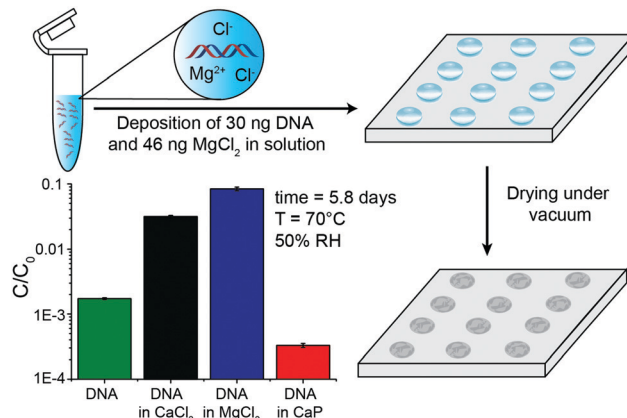 Cl⁻
Mg²⁺ Cl⁻
Deposition of 30 ng DNA
and 46 ng MgCl₂ in solution
Drying under
vacuum
time = 5.8 days
T = 70°C
50% RH
C/C₀
0.1
0.01
1E-3
1E-4
DNA DNA DNA DNA
in CaCl₂ in MgCl₂ in CaP